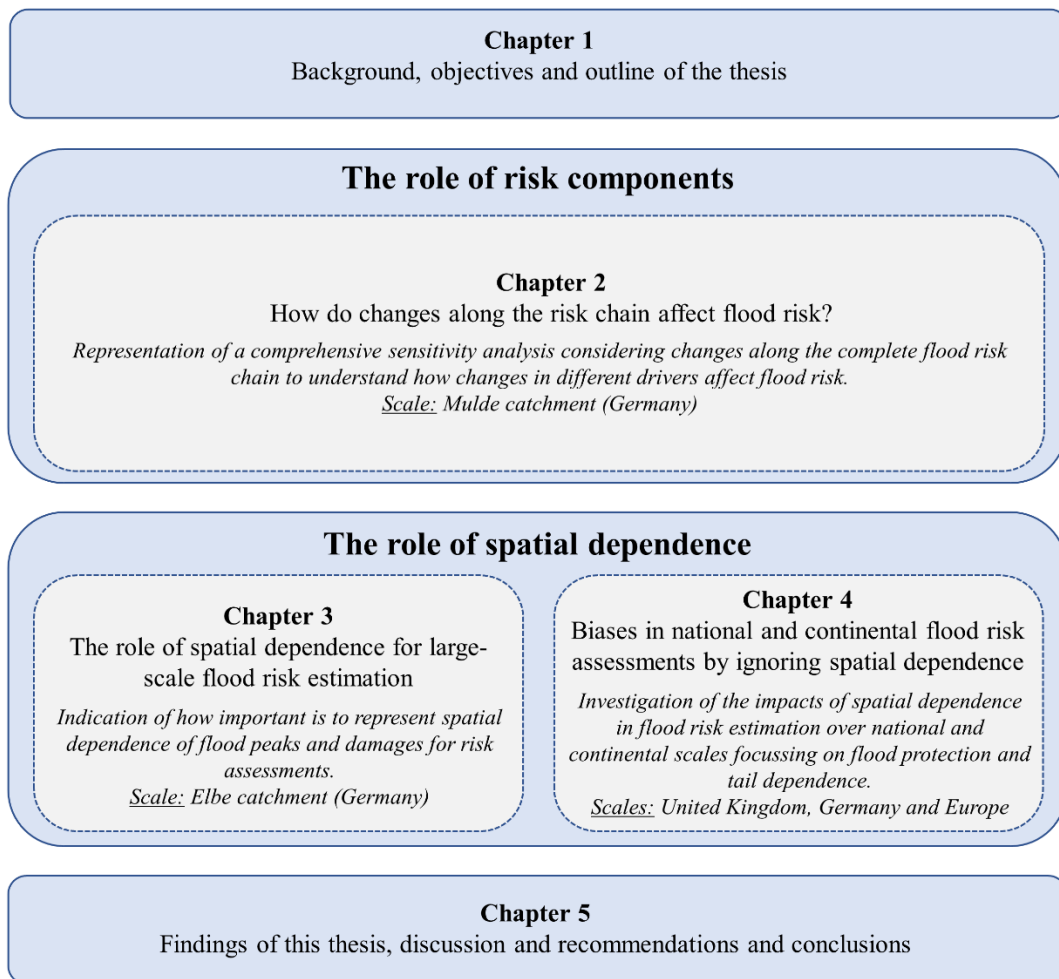 Chapter 1
Background, objectives and outline of the thesis
The role of risk components
Chapter 2
How do changes along the risk chain affect flood risk?
Representation of a comprehensive sensitivity analysis considering changes along the complete flood risk
chain to understand how changes in different drivers affect flood risk.
Scale: Mulde catchment (Germany)
The role of spatial dependence
Chapter 3
The role of spatial dependence for large-
scale flood risk estimation
Indication of how important is to represent spatial
dependence of flood peaks and damages for risk
assessments.
Scale: Elbe catchment (Germany)
Chapter 4
Biases in national and continental flood risk
assessments by ignoring spatial dependence
Investigation of the impacts of spatial dependence
in flood risk estimation over national and
continental scales focussing on flood protection and
tail dependence.
Scales: United Kingdom, Germany and Europe
Chapter 5
Findings of this thesis, discussion and recommendations and conclusions